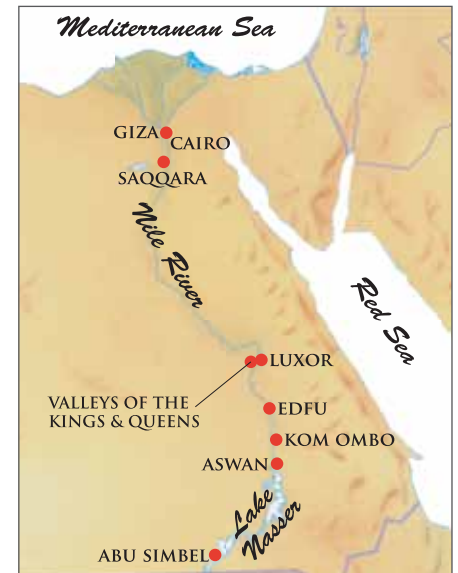 Mediterranean Sea
GIZA
CAIRO
SAQQARA
Nile River
Red Sea
LUXOR
VALLEYS OF THE
KINGS & QUEENS
EDFU
KOM OMBO
ASWAN
Lake
Nasser
ABU SIMBEL